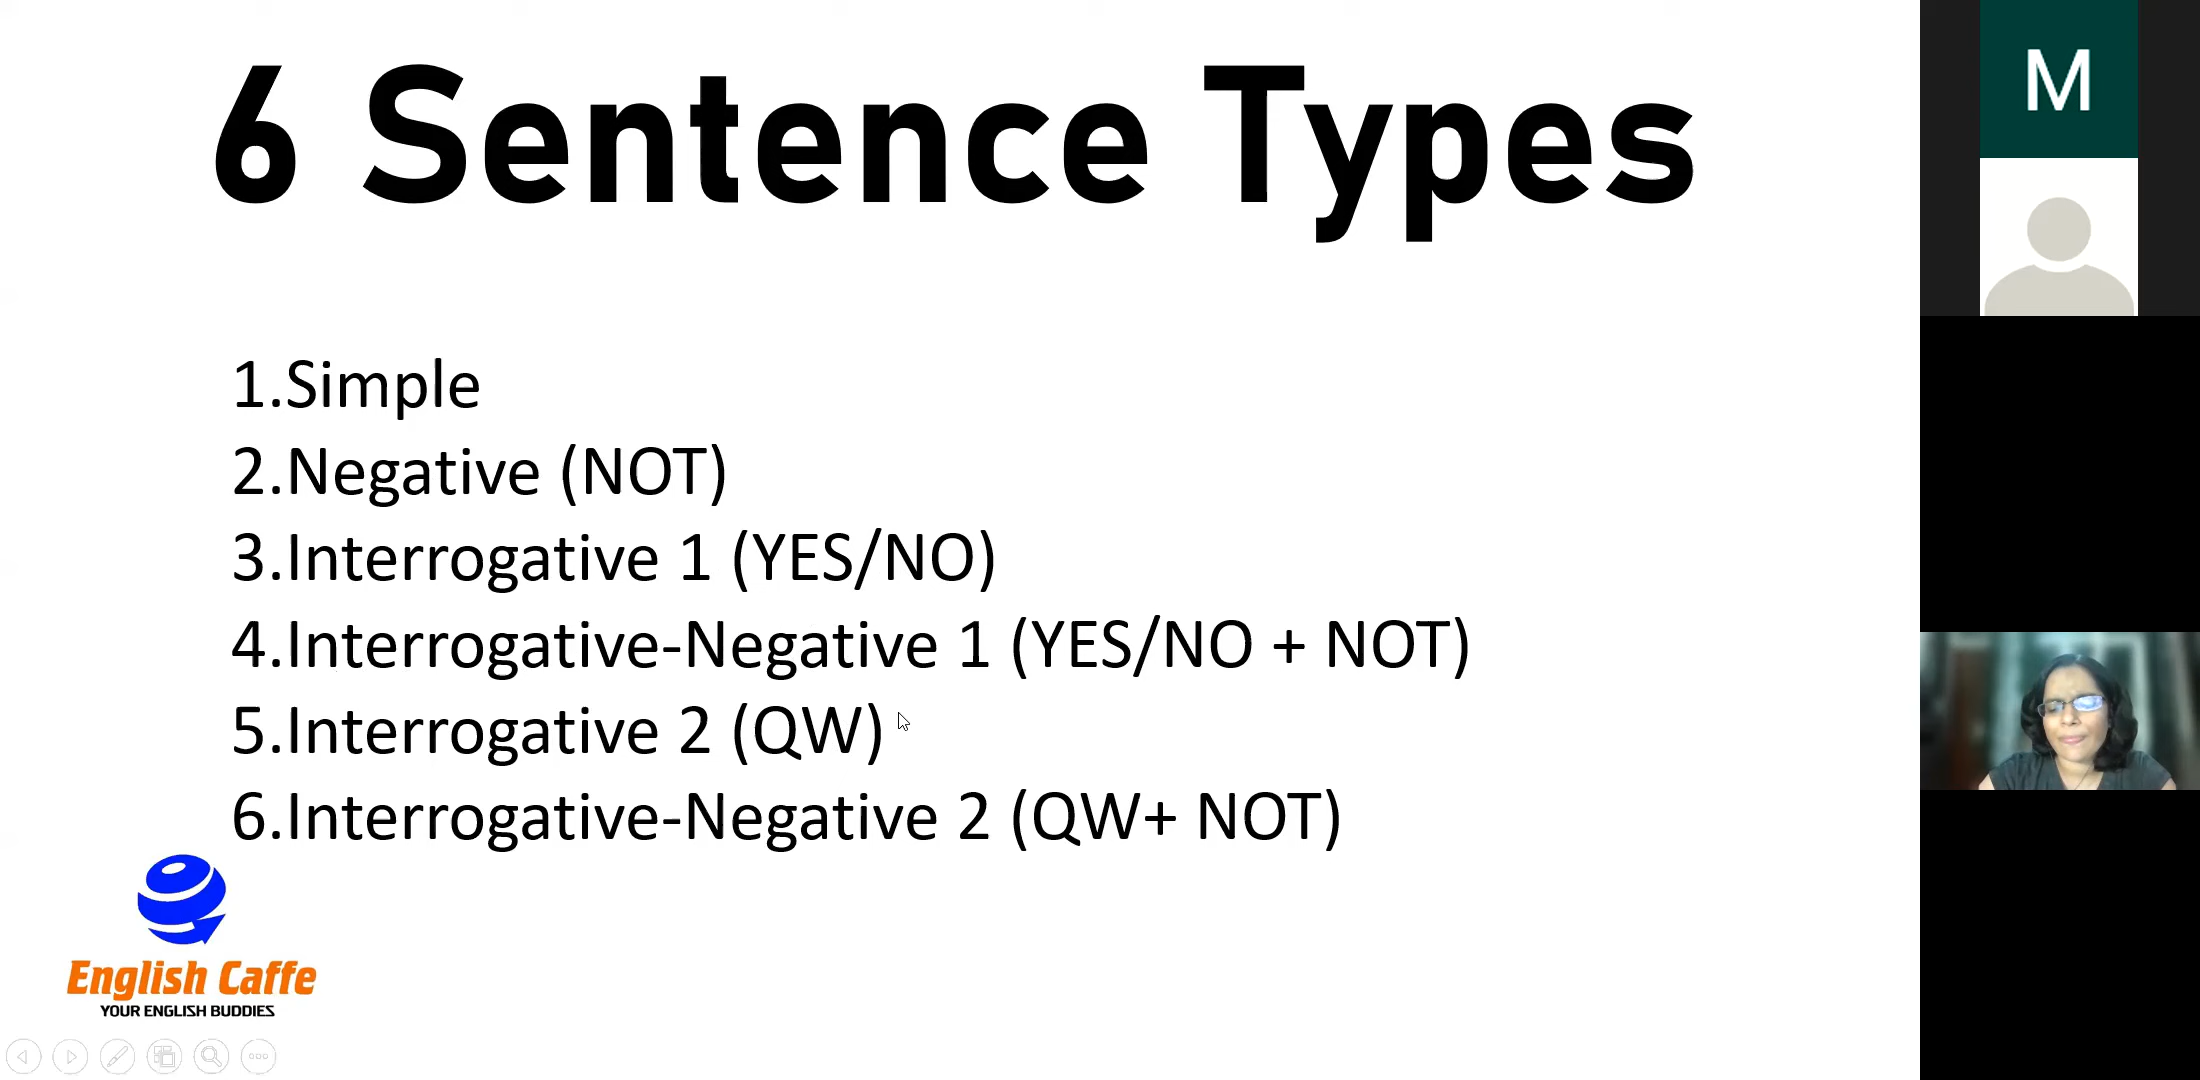 6 Sentence Types
1.Simple
2.Negative (NOT)
3.Interrogative 1 (YES/NO)
4.Interrogative-Negative 1 (YES/NO + NOT)
5.Interrogative 2 (QW)
6.Interrogative-Negative 2 (QW+ NOT)
English Caffe
YOUR ENGLISH BUDDIES
M